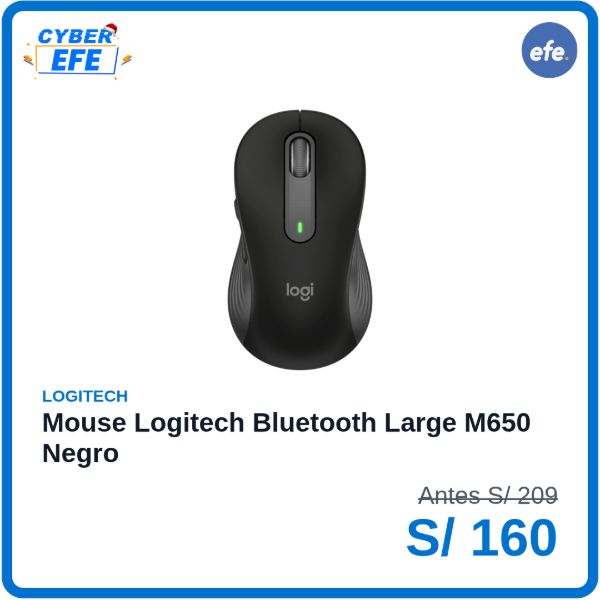 CYBER
EFE
efe.
logi
LOGITECH
Mouse Logitech Bluetooth Large M650
Negro
Antes S/ 209
S/ 160